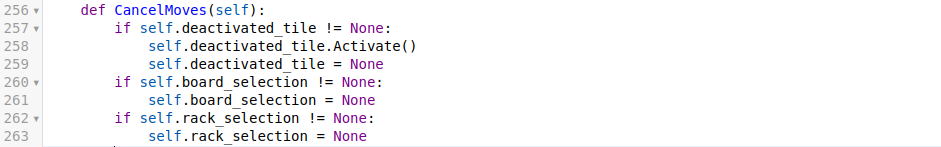 256 def CancelMoves(self):
257 if self.deactivated_tile != None:
258 self.deactivated_tile.Activate()
259 self.deactivated_tile = None
260 if self.board_selection != None:
261 self.board_selection = None
262 if self.rack_selection != None:
263 self.rack_selection = None